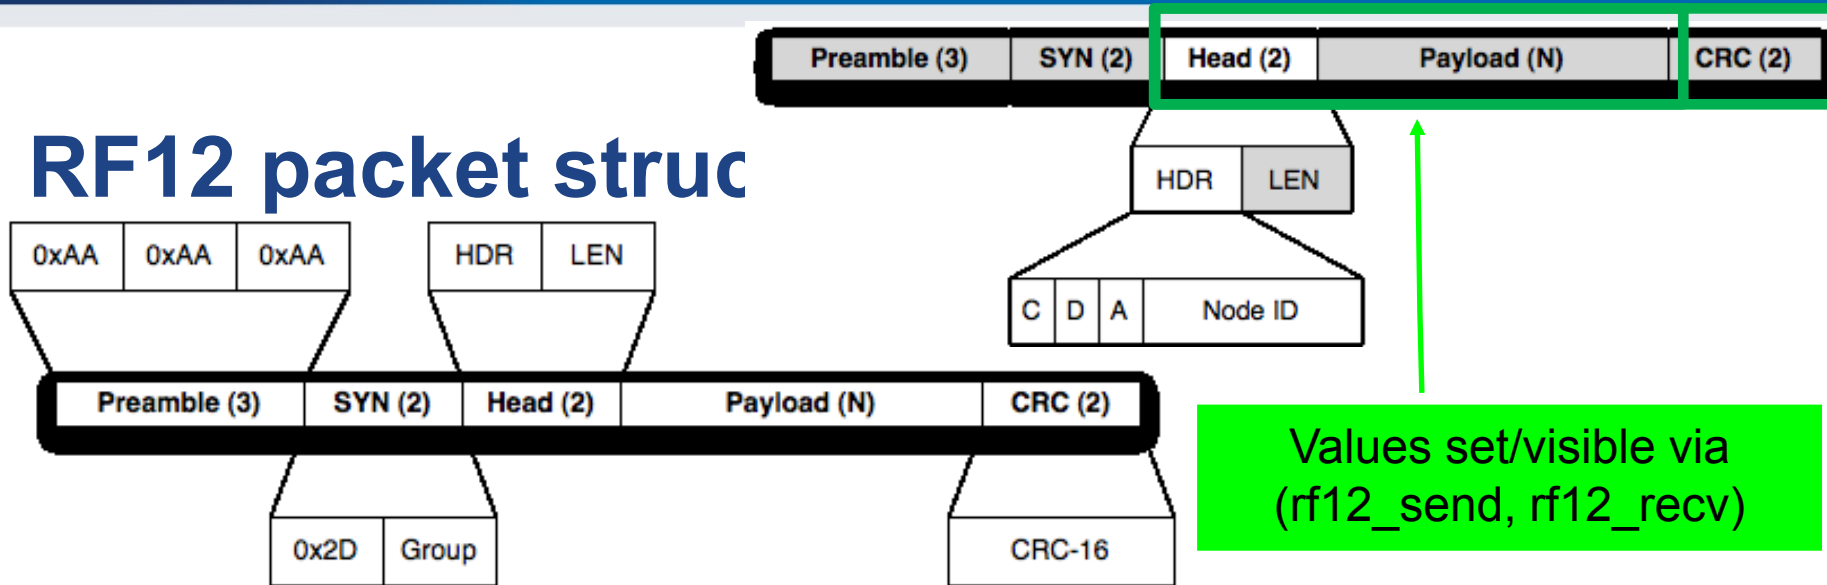 Preamble (3) SYN (2) Head (2) Payload (N) CRC (2)
RF12 packet struc
HDR LEN
C D A Node ID
0xAA 0xAA 0xAA HDR LEN
Preamble (3) SYN (2) Head (2) Payload (N) CRC (2)
0x2D Group CRC-16
Values set/visible via
(rf12_send, rf12_recv)